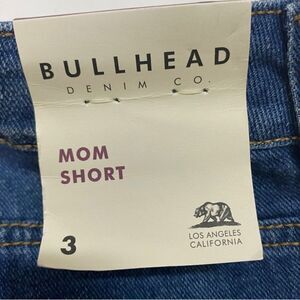 BULLHEAD
DENIM CO.
MOM
SHORT
3
LOS ANGELES
CALIFORNIA